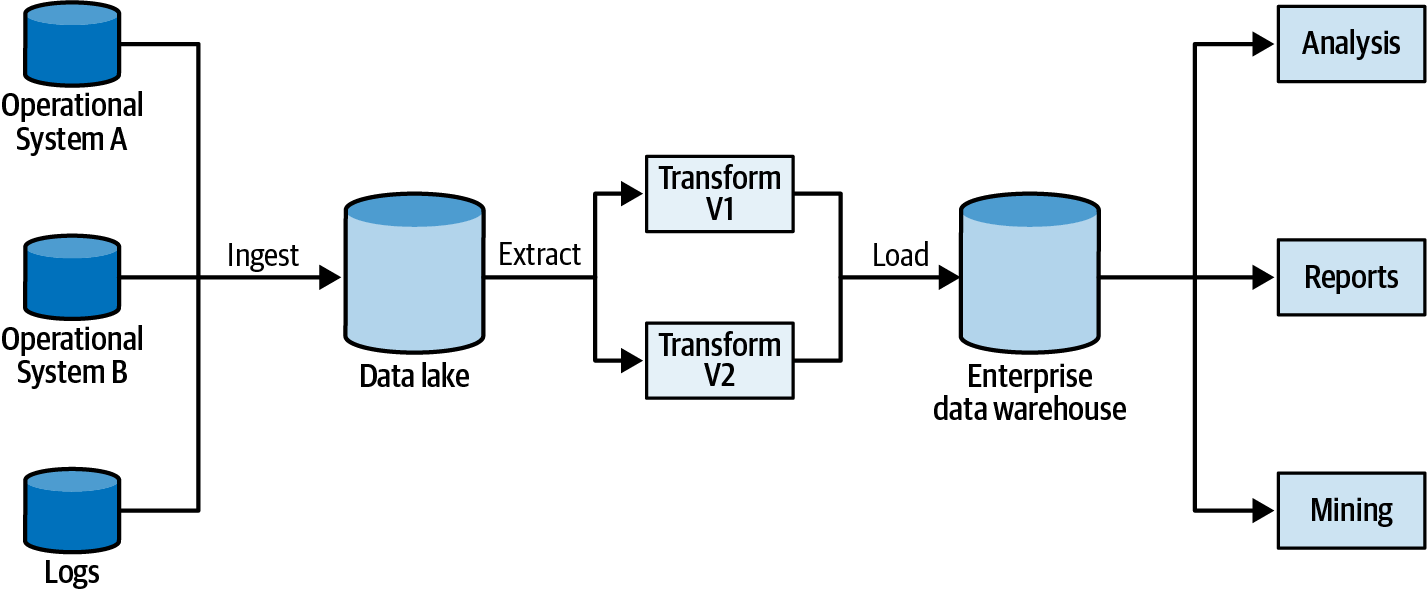 Operational
System A
Operational
System B
Logs
Ingest
Data lake
Extract
Transform
V1
Transform
V2
Load
Enterprise
data warehouse
Analysis
Reports
Mining